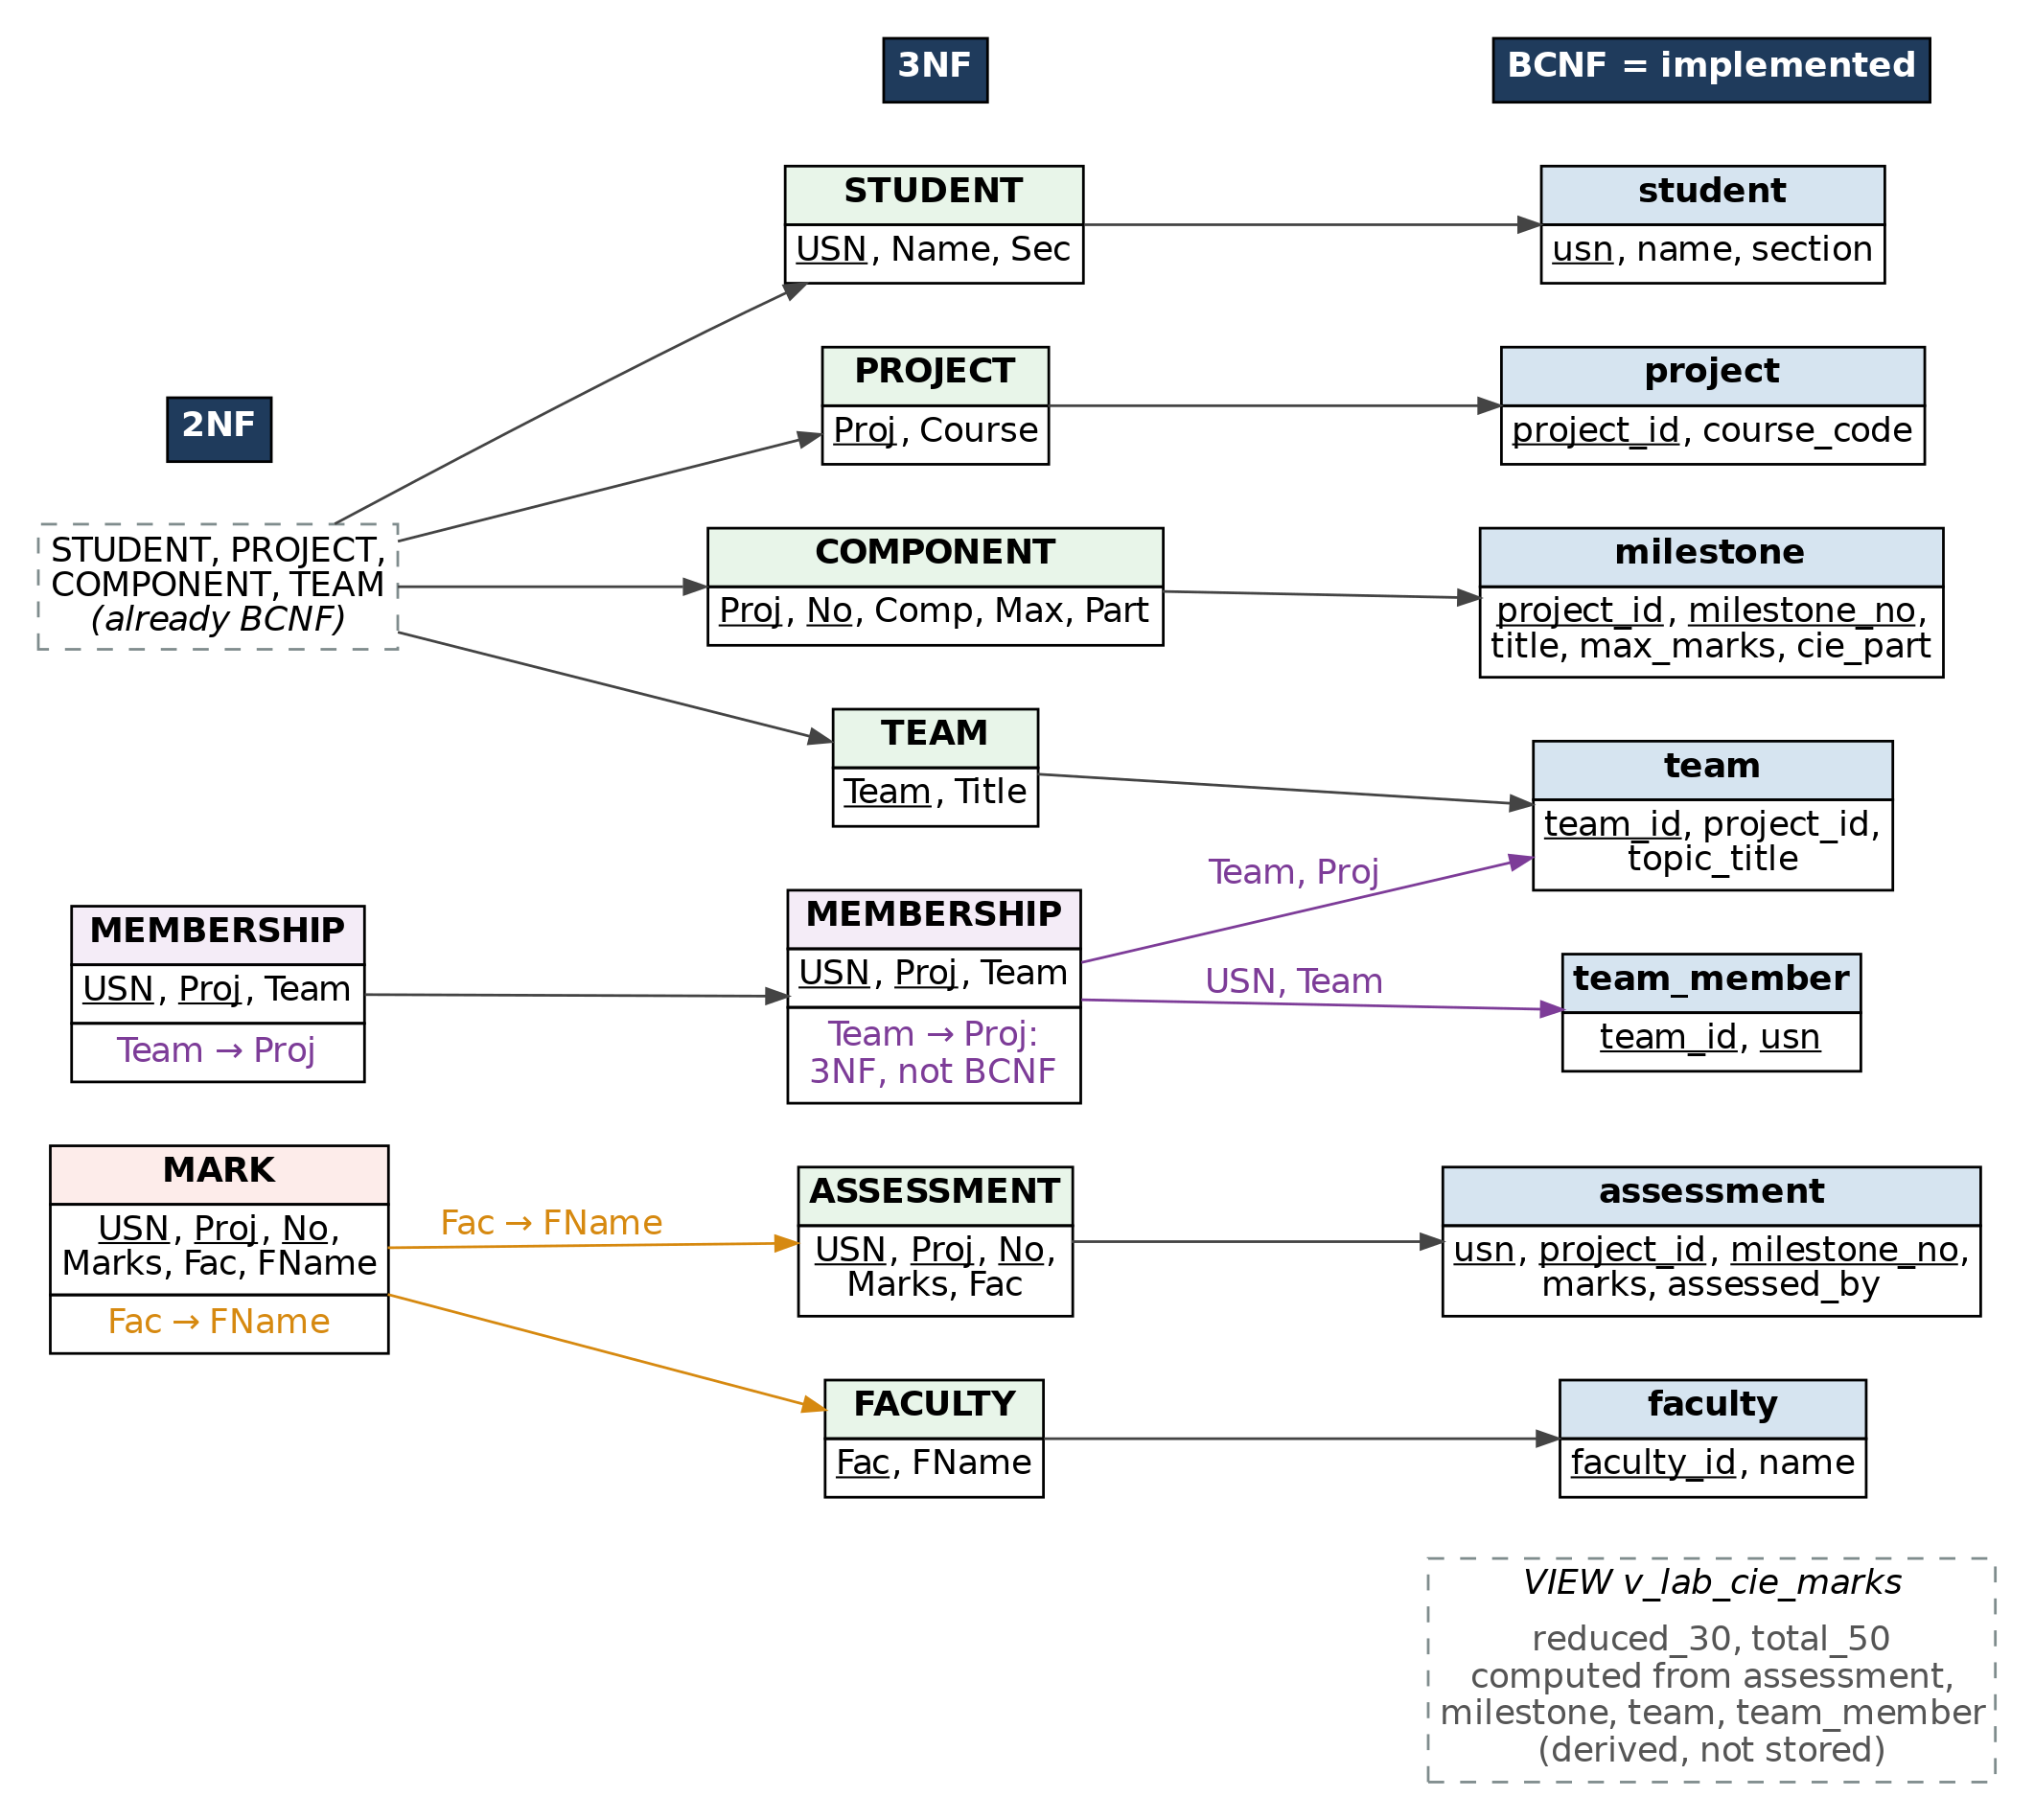 2NF
STUDENT, PROJECT,
COMPONENT, TEAM
(already BCNF)
MEMBERSHIP
USN, Proj, Team
Team → Proj
MARK
USN, Proj, No,
Marks, Fac, FName
Fac → FName
Fac → FName
3NF
STUDENT
USN, Name, Sec
PROJECT
Proj, Course
COMPONENT
Proj, No, Comp, Max, Part
TEAM
Team, Title
MEMBERSHIP
USN, Proj, Team
Team → Proj:
3NF, not BCNF
ASSESSMENT
USN, Proj, No,
Marks, Fac
FACULTY
Fac, FName
Team, Proj
USN, Team
BCNF = implemented
student
usn, name, section
project
project_id, course_code
milestone
project_id, milestone_no,
title, max_marks, cie_part
team
team_id, project_id,
topic_title
team_member
team_id, usn
assessment
usn, project_id, milestone_no,
marks, assessed_by
faculty
faculty_id, name
VIEW v_lab_cie_marks
reduced_30, total_50
computed from assessment,
milestone, team, team_member
(derived, not stored)